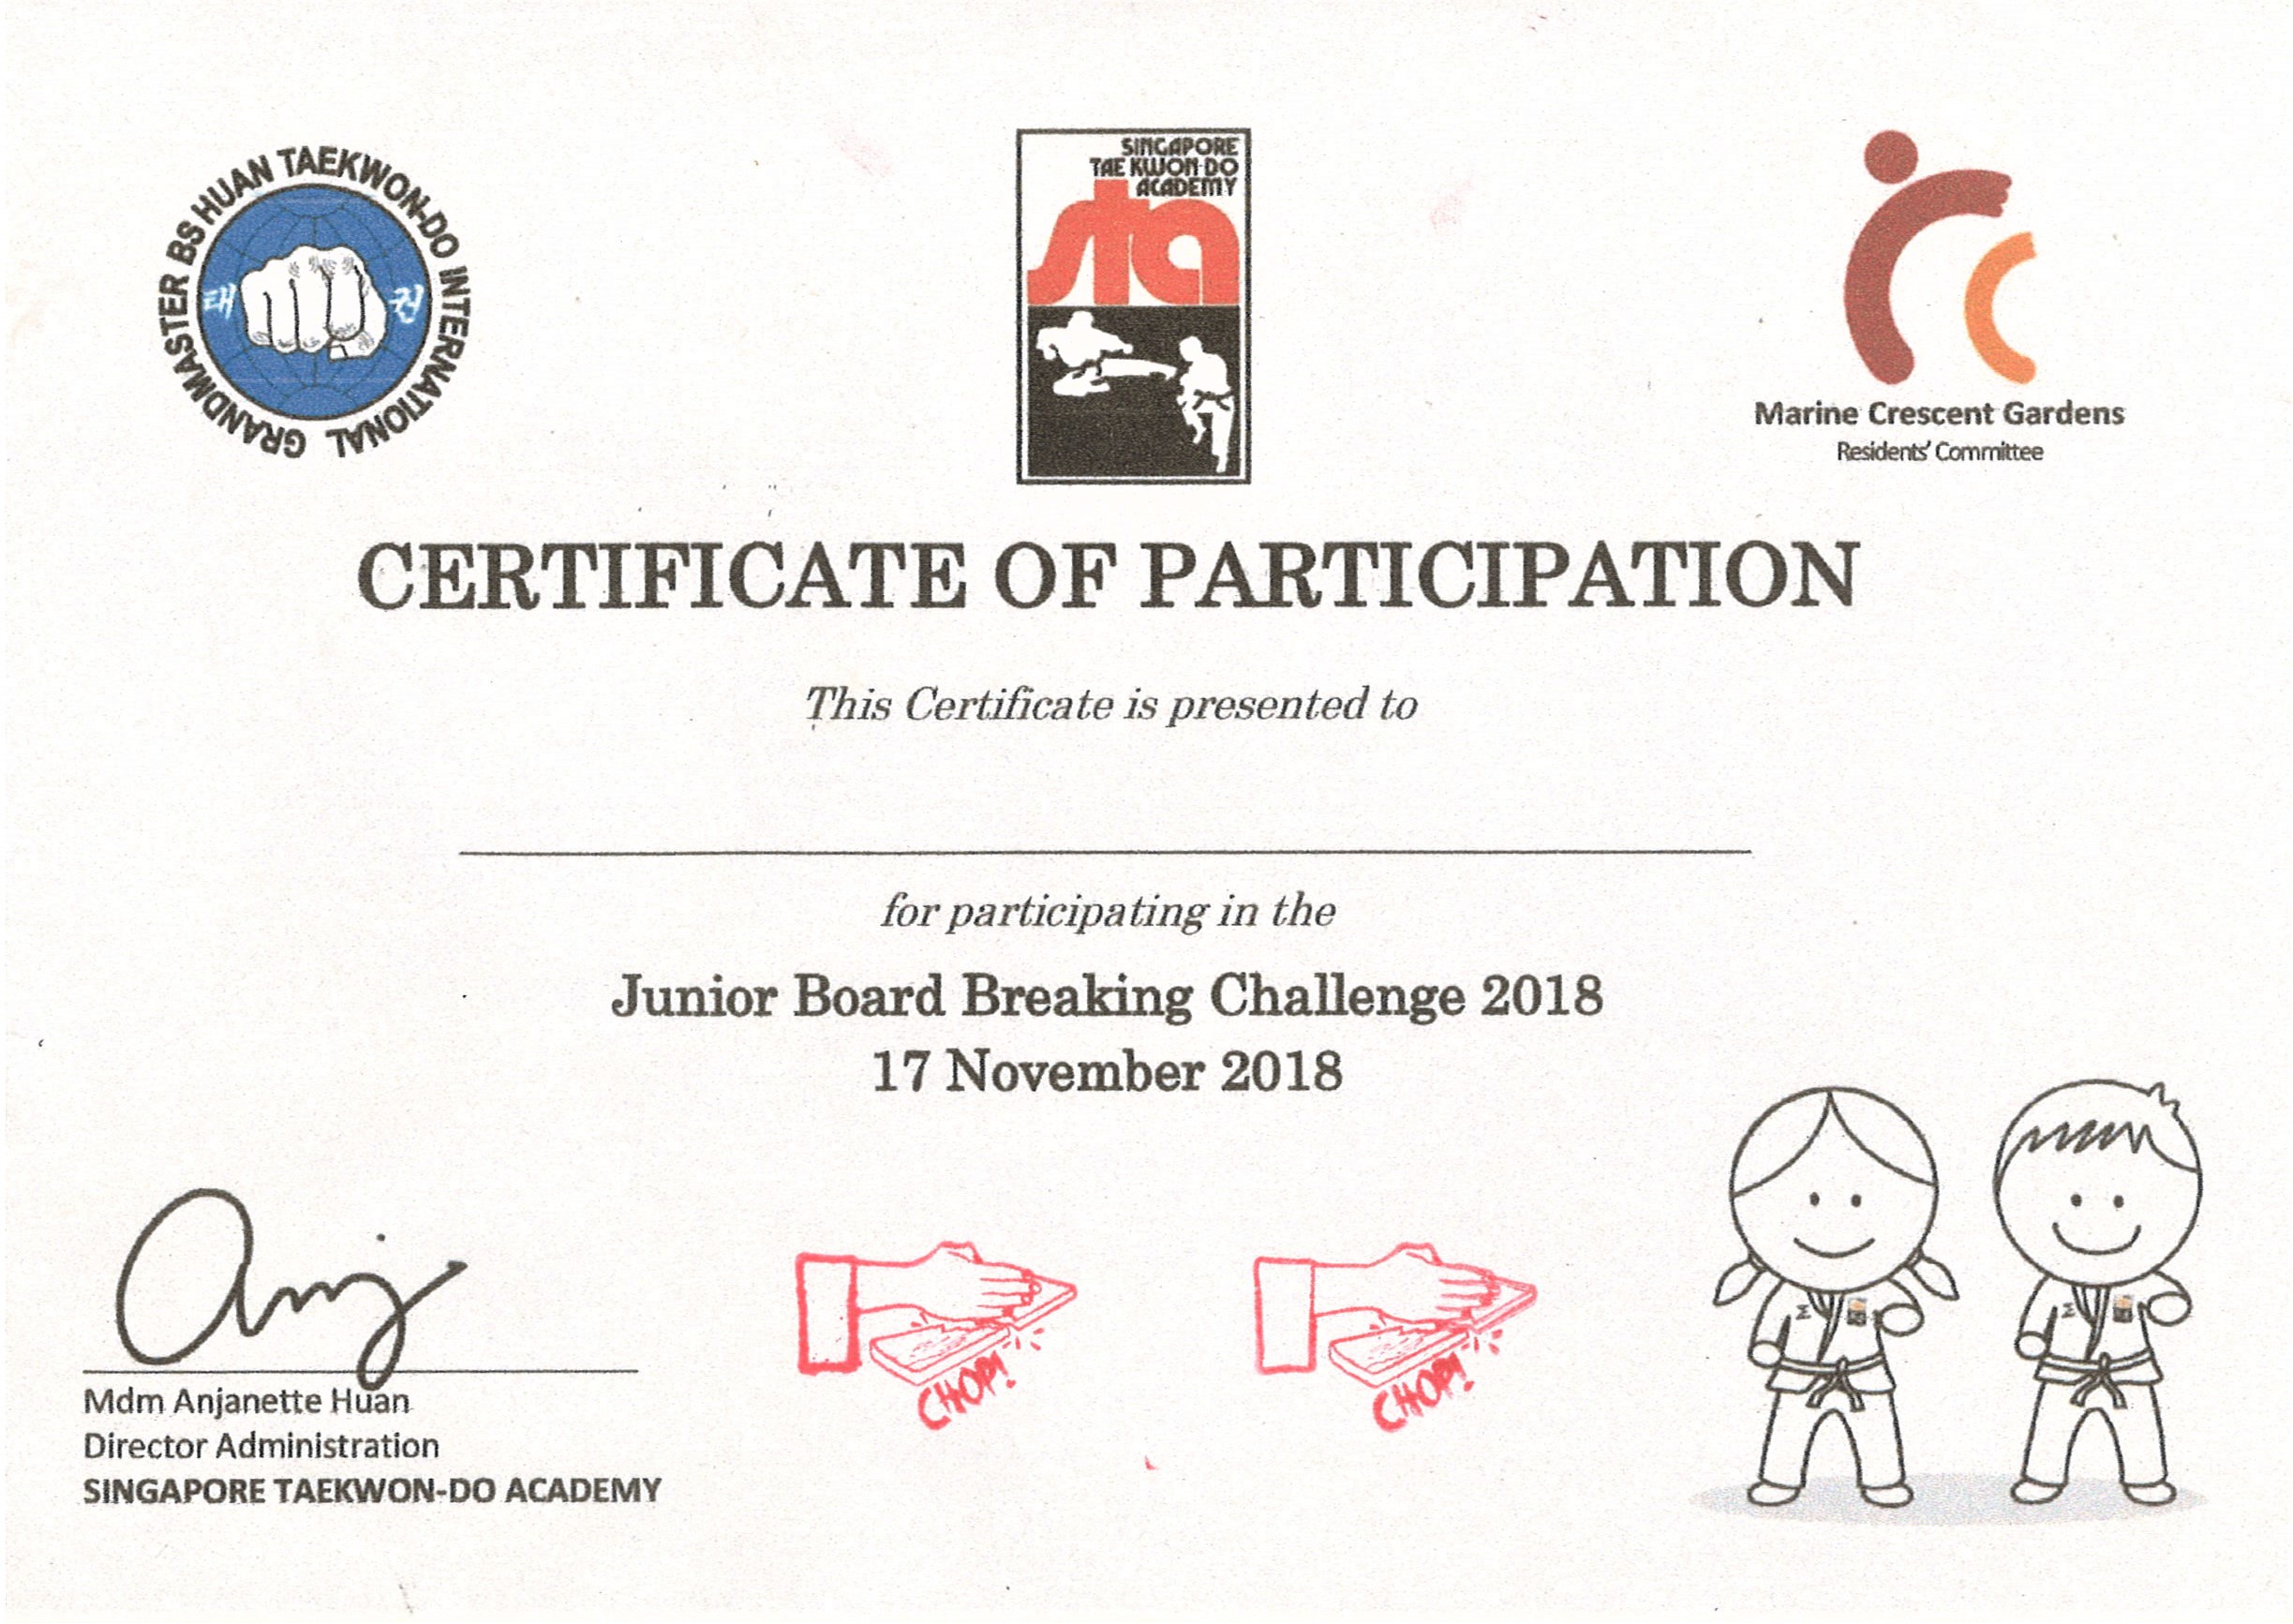 GRANDMASTER BS HUAN TAEKWON-DO INTERNATIONAL
태 권
SINGAPORE
TAE KWON-DO
ACADEMY
sta
Marine Crescent Gardens
Residents' Committee
CERTIFICATE OF PARTICIPATION
This Certificate is presented to
for participating in the
Junior Board Breaking Challenge 2018
17 November 2018
Anj
CHOP!
CHOP!
Mdm Anjanette Huan
Director Administration
SINGAPORE TAEKWON-DO ACADEMY